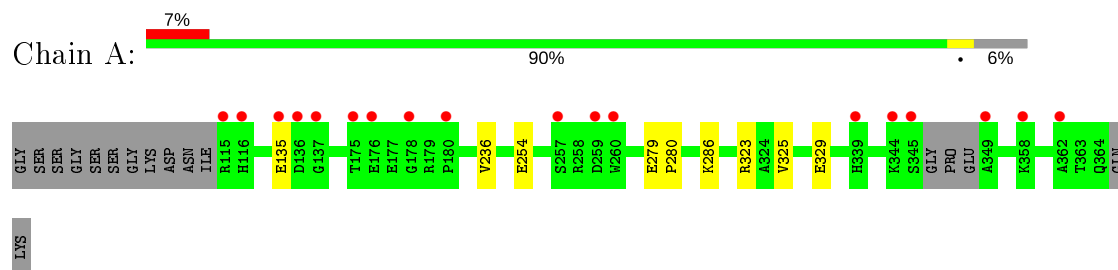 7%
Chain A:
90%
•
6%
GLY SER SER GLY SER SER GLY LYS ASP ASN ILE R115 H116 E135 D136 G137 T175 E176 E177 G178 R179 P180 V236 E254 S257 R258 D259 W260 E279 P280 K286 R323 A324 V325 E329 H339 K344 S345 GLY PRO GLU A349 K358 A362 T363 Q364 GLN
LYS